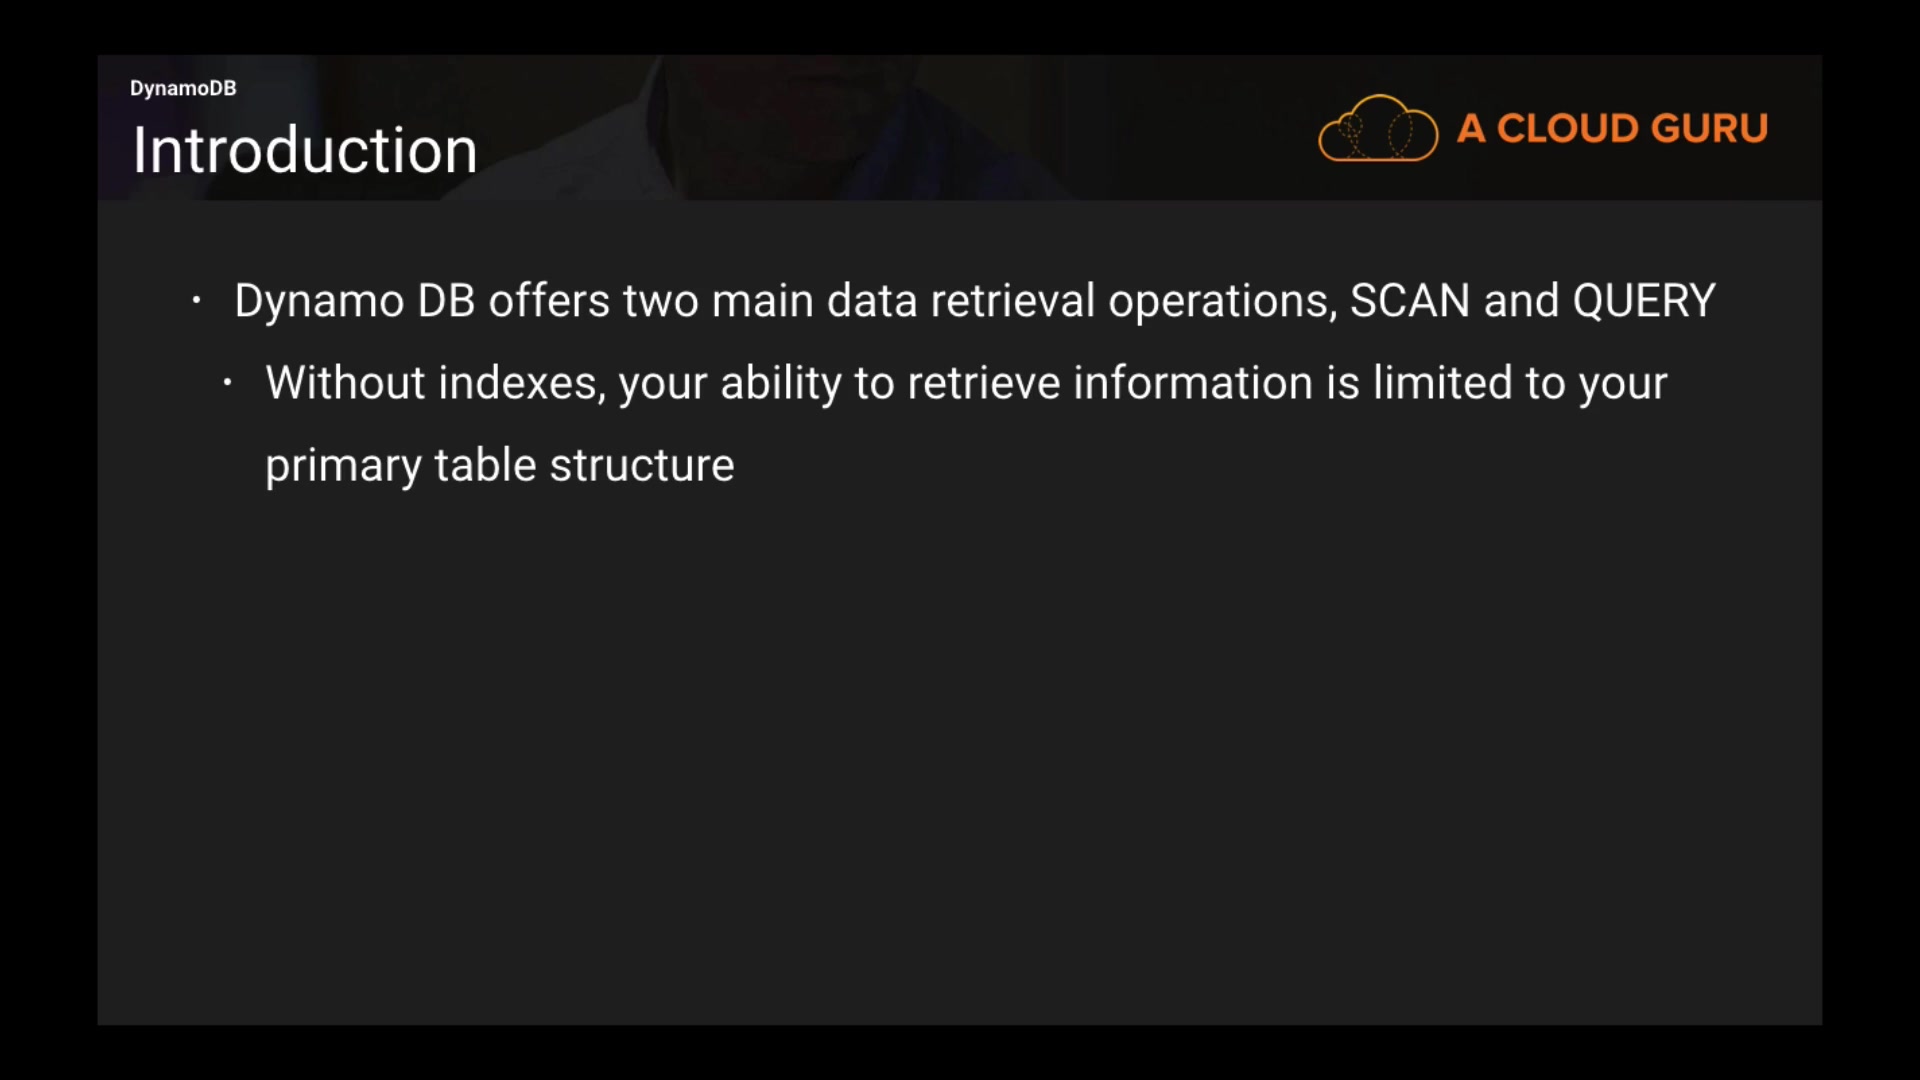 DynamoDB
Introduction
A CLOUD GURU
• Dynamo DB offers two main data retrieval operations, SCAN and QUERY
• Without indexes, your ability to retrieve information is limited to your
primary table structure